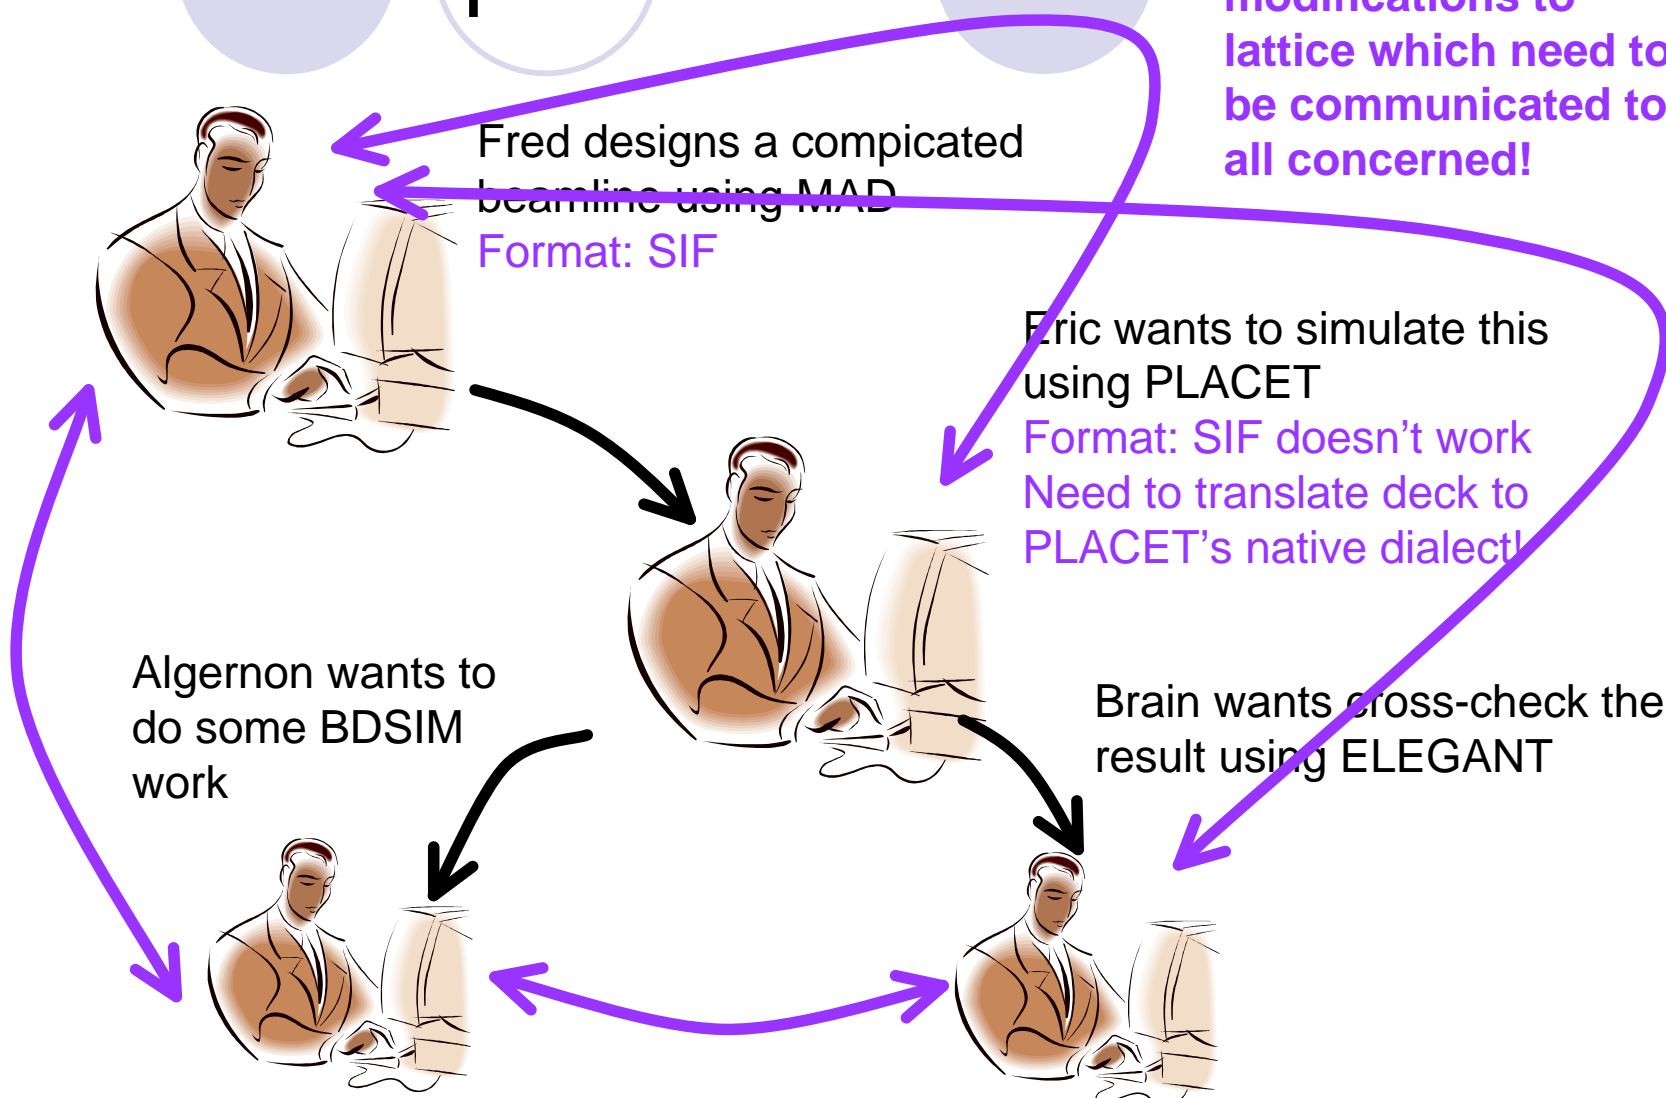 modifications to
lattice which need to
be communicated to
all concerned!
Fred designs a compicated
beamline using MAD
Format: SIF
Eric wants to simulate this
using PLACET
Format: SIF doesn’t work
Need to translate deck to
PLACET’s native dialect!
Algernon wants to
do some BDSIM
work
Brain wants cross-check the
result using ELEGANT